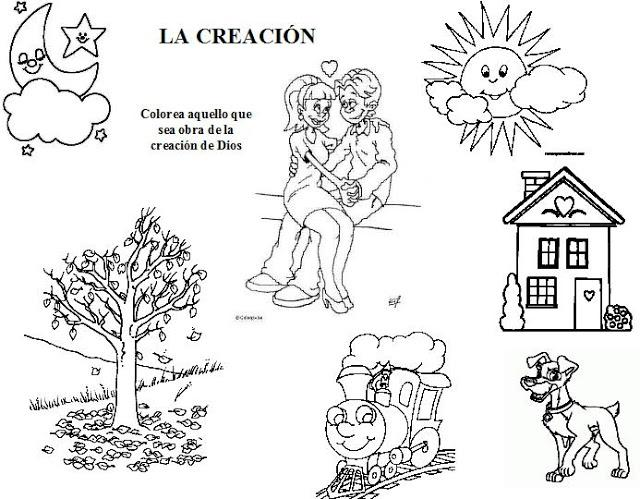 LA CREACIÓN
Colorea aquello que
sea obra de la
creación de Dios